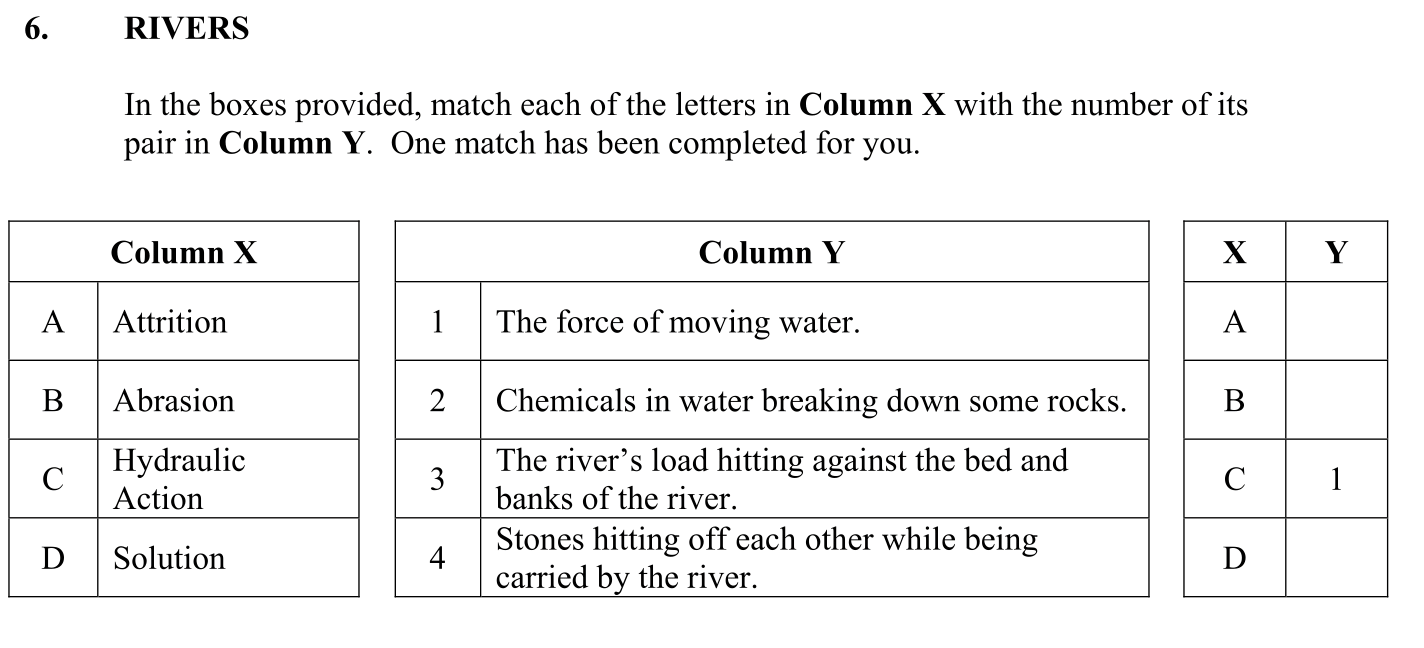 6. RIVERS
In the boxes provided, match each of the letters in Column X with the number of its
pair in Column Y. One match has been completed for you.
Column X Column Y X Y
A Attrition 1 The force of moving water. A
B Abrasion 2 Chemicals in water breaking down some rocks. B
C Hydraulic Action 3 The river’s load hitting against the bed and
banks of the river. C 1
D Solution 4 Stones hitting off each other while being
carried by the river. D